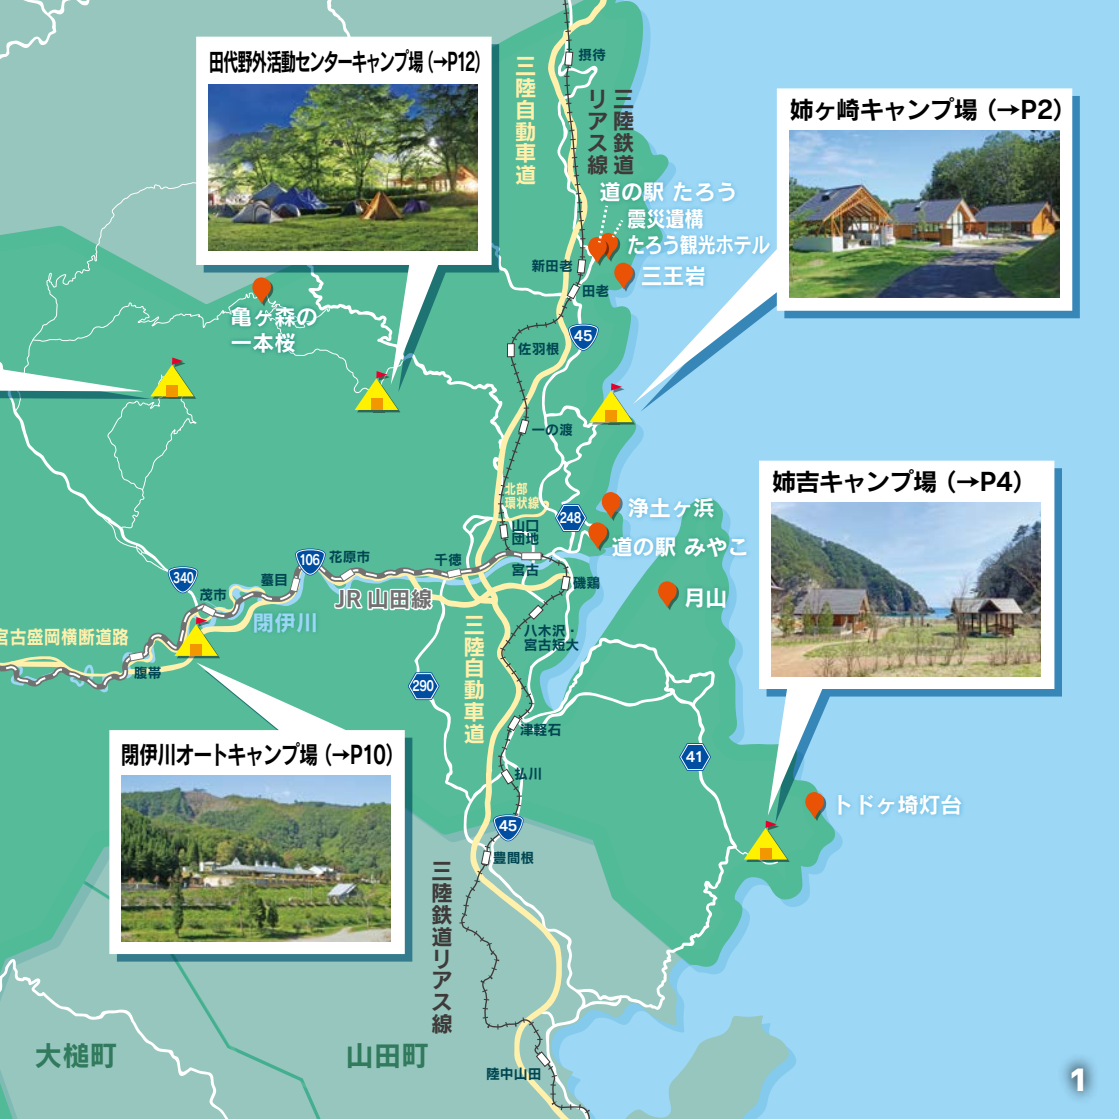 田代野外活動センターキャンプ場（→P12）
三陸自動車道
摂待
三陸鉄道
リアス線
姉ヶ崎キャンプ場（→P2）
道の駅 たろう
震災遺構
たろう観光ホテル
三王岩
新田老
田老
亀ヶ森の
一本桜
45
佐羽根
一の渡
北部
環状線
248
浄土ヶ浜
道の駅 みやこ
姉吉キャンプ場（→P4）
山口
団地
宮古
千徳
花原市
106
蟇目
340
茂市
JR 山田線
閉伊川
磯鶏
月山
八木沢・
宮古短大
宮古盛岡横断道路
腹帯
三陸自動車道
290
津軽石
41
払川
閉伊川オートキャンプ場（→P10）
トドヶ埼灯台
45
豊間根
三陸鉄道リアス線
大槌町
山田町
陸中山田
1